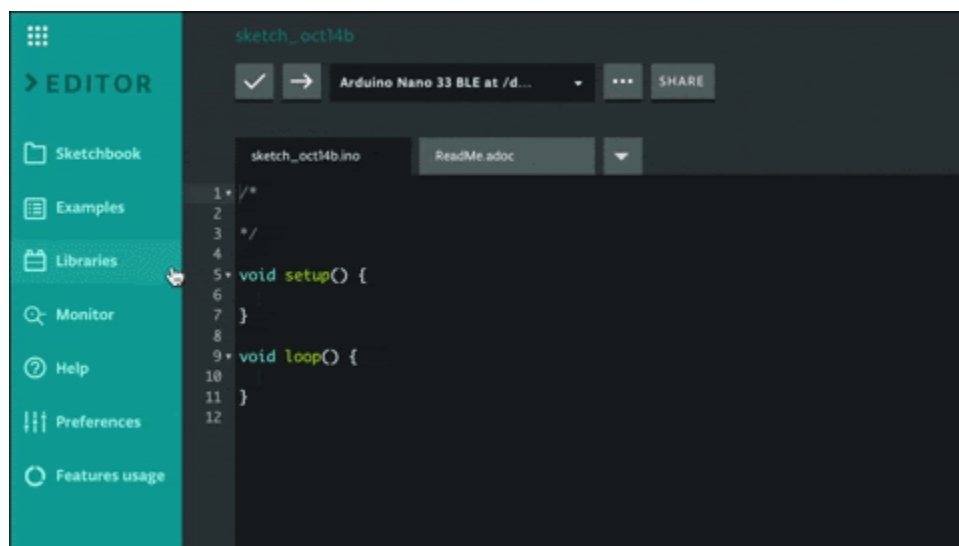 sketch_oct14b
>EDITOR
Arduino Nano 33 BLE at /d...
SHARE
Sketchbook
Examples
Libraries
Monitor
Help
Preferences
Features usage
sketch_oct14b.ino
ReadMe.adoc
1 /*
2
3 */
4
5 void setup() {
6
7 }
8
9 void loop() {
10
11 }
12